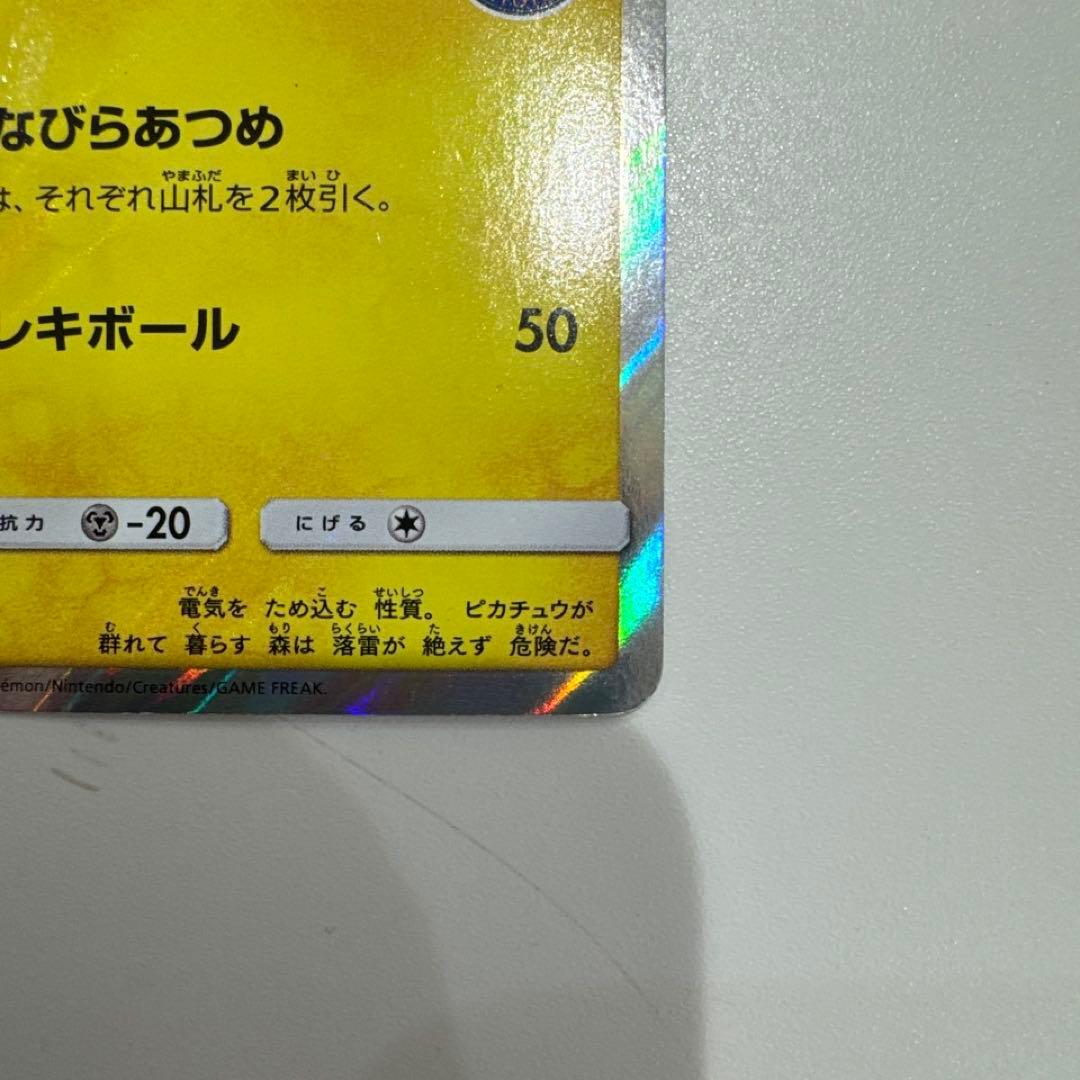 なびらあつめ
は、それぞれ山札を2枚引く。
レキボール 50
抗力 -20 にげる
電気を ため込む 性質。 ピカチュウが
群れて 暮らす 森は 落雷が 絶えず 危険だ。
émon/Nintendo/Creatures/GAME FREAK.